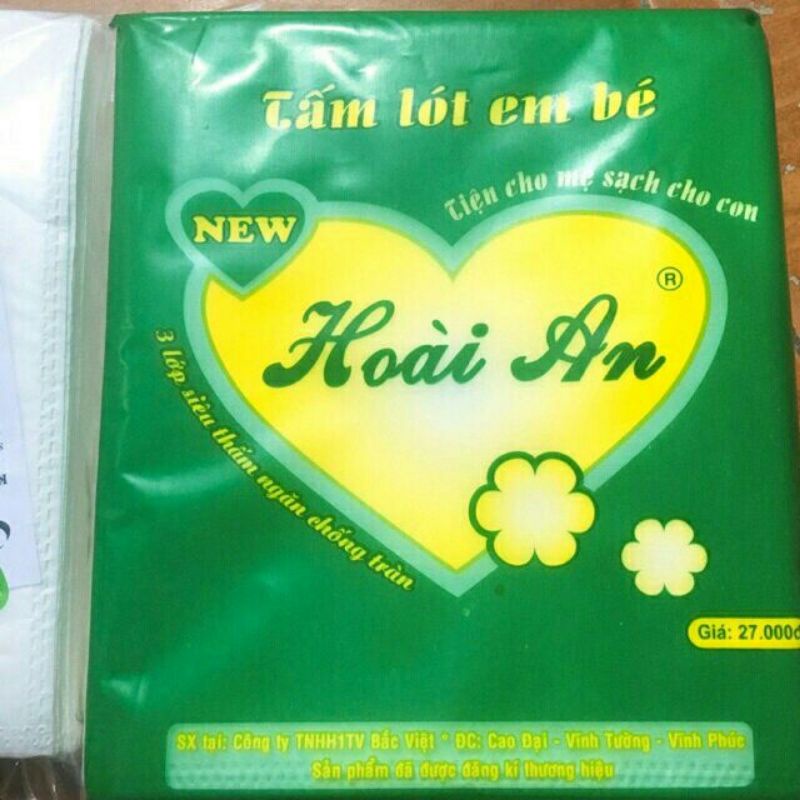 Tấm lót em bé
Tiện cho mẹ sạch cho con
NEW
®
Hoài An
3 lớp siêu thấm ngăn chống tràn
Giá: 27.000đ
SX tại: Công ty TNHH1TV Bắc Việt * ĐC: Cao Đại - Vĩnh Tường - Vĩnh Phúc
Sản phẩm đã được đăng kí thương hiệu